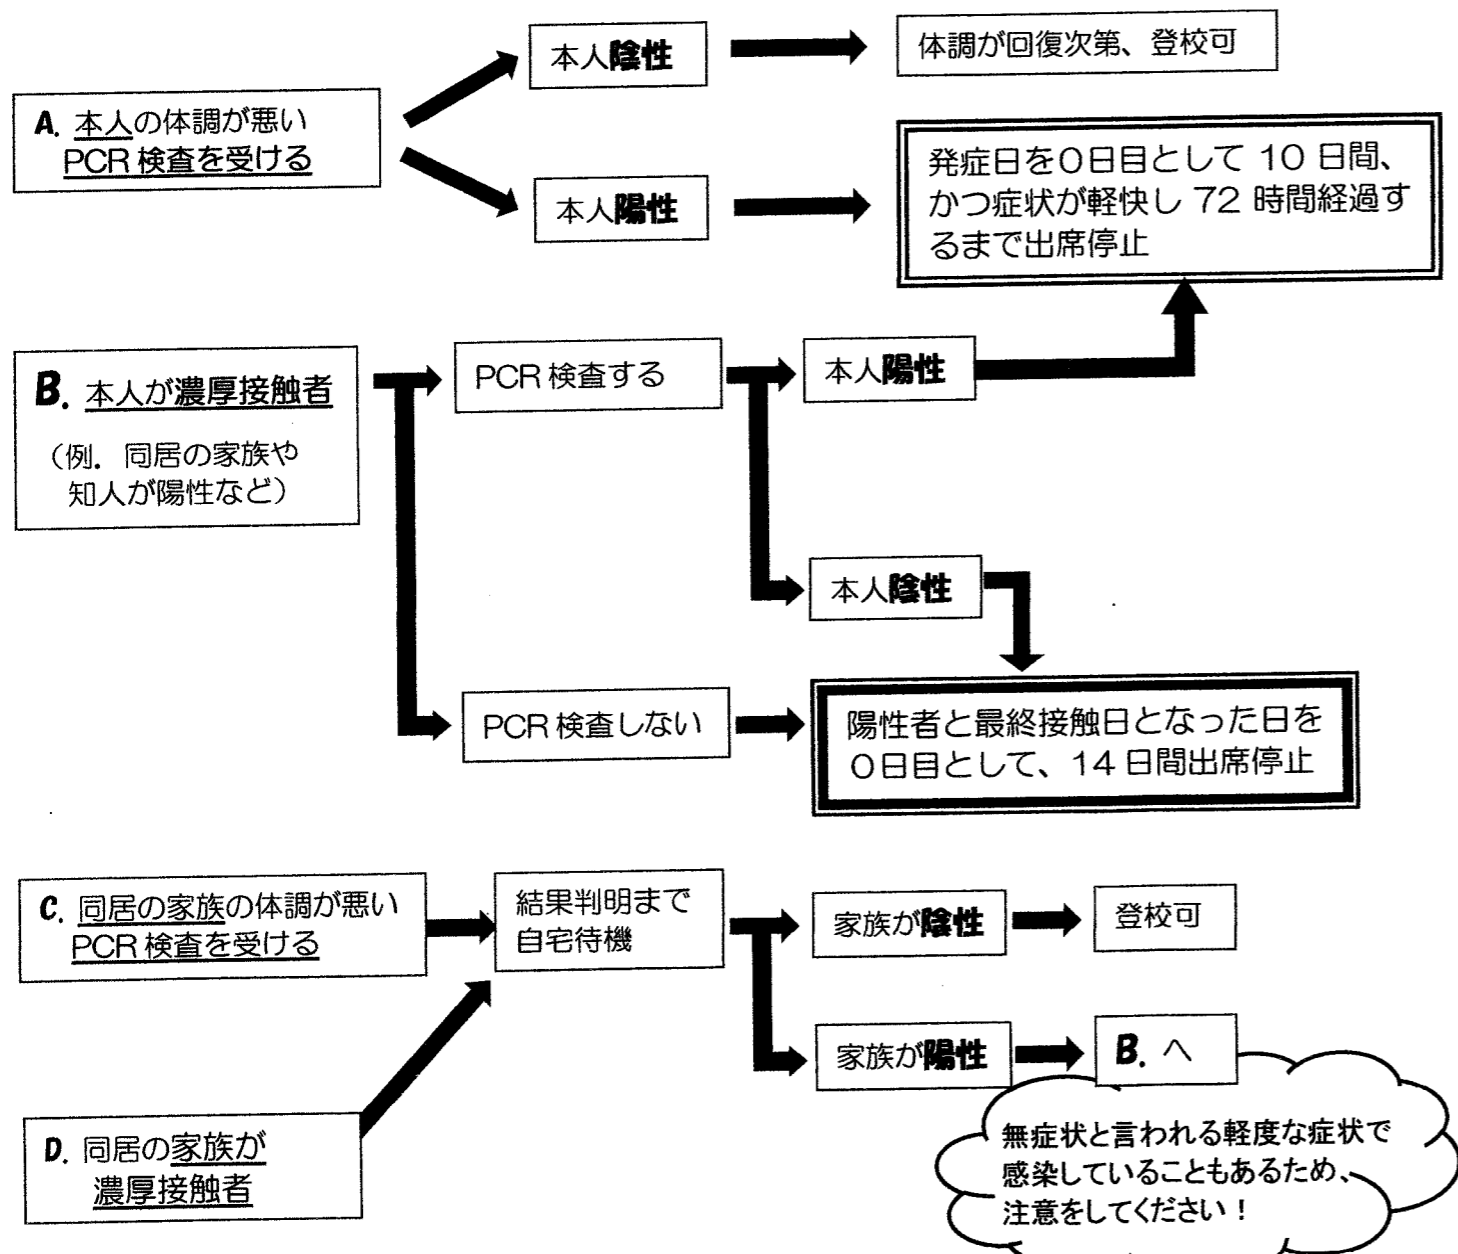 本人陰性
体調が回復次第、登校可
A. 本人の体調が悪い
PCR 検査を受ける
本人陽性
発症日を0日目として 10 日間、
かつ症状が軽快し 72 時間経過す
るまで出席停止
B. 本人が濃厚接触者
（例．同居の家族や
知人が陽性など）
PCR 検査する
本人陽性
本人陰性
PCR 検査しない
陽性者と最終接触日となった日を
0日目として、14 日間出席停止
C. 同居の家族の体調が悪い
PCR 検査を受ける
結果判明まで
自宅待機
家族が陰性
登校可
家族が陽性
B. へ
D. 同居の家族が
濃厚接触者
無症状と言われる軽度な症状で
感染していることもあるため、
注意をしてください！